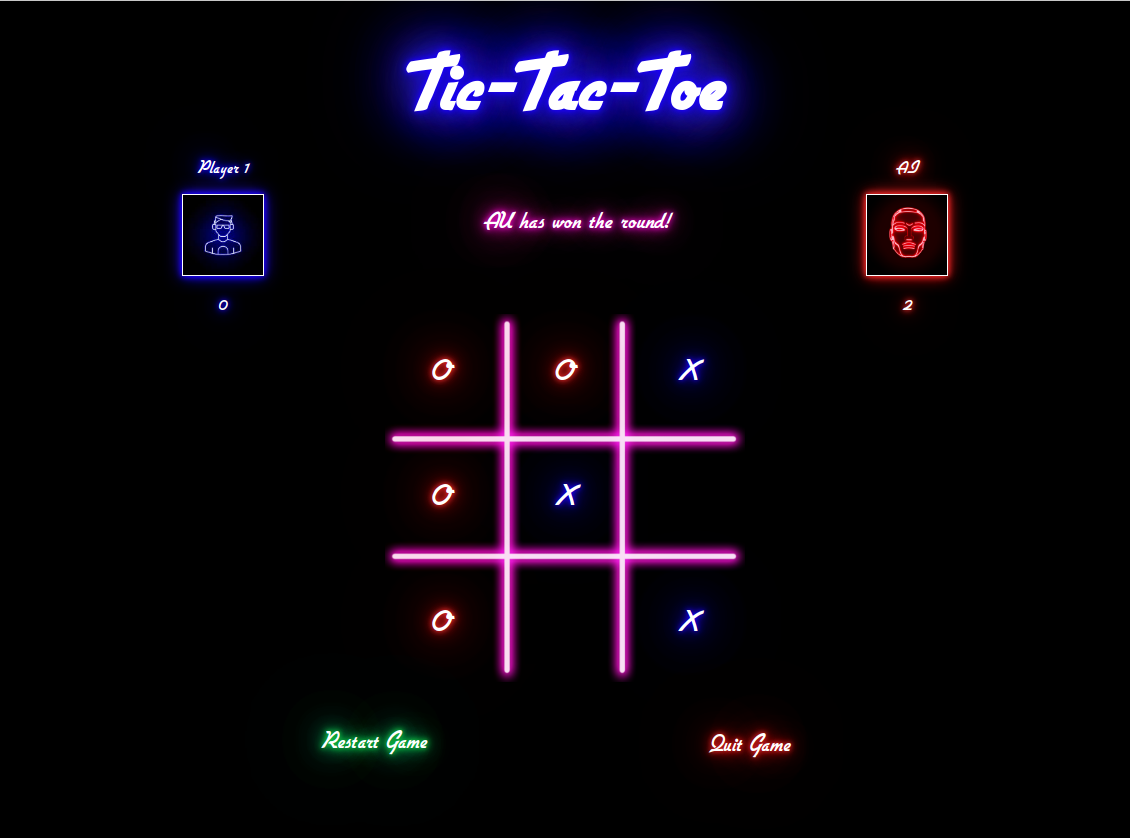 Tic-Tac-Toe
Player 1
AI
AU has won the round!
0
2
O O X
O X
O X
Restart Game
Quit Game